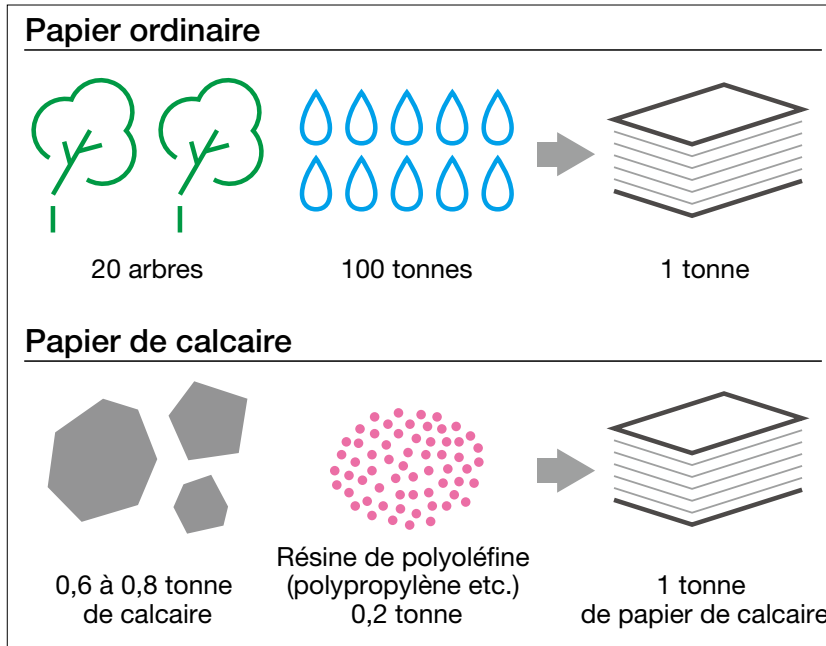 Papier ordinaire
20 arbres
100 tonnes
1 tonne
Papier de calcaire
0,6 à 0,8 tonne
de calcaire
Résine de polyoléfine
(polypropylène etc.)
0,2 tonne
1 tonne
de papier de calcaire